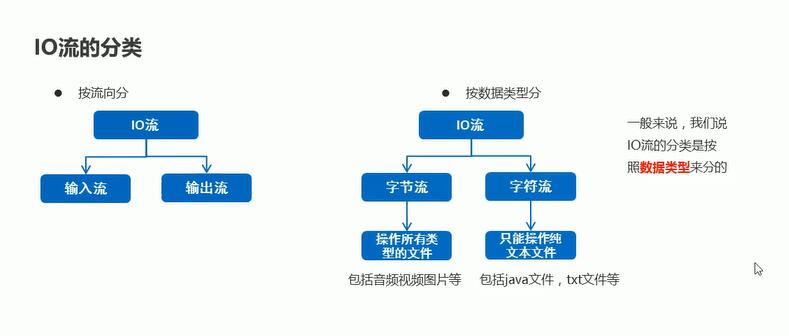 IO流的分类
● 按流向分
IO流
输入流
输出流
● 按数据类型分
IO流
字节流
字符流
操作所有类
型的文件
只能操作纯
文本文件
包括音频视频图片等
包括java文件，txt文件等
一般来说，我们说
IO流的分类是按
照数据类型来分的